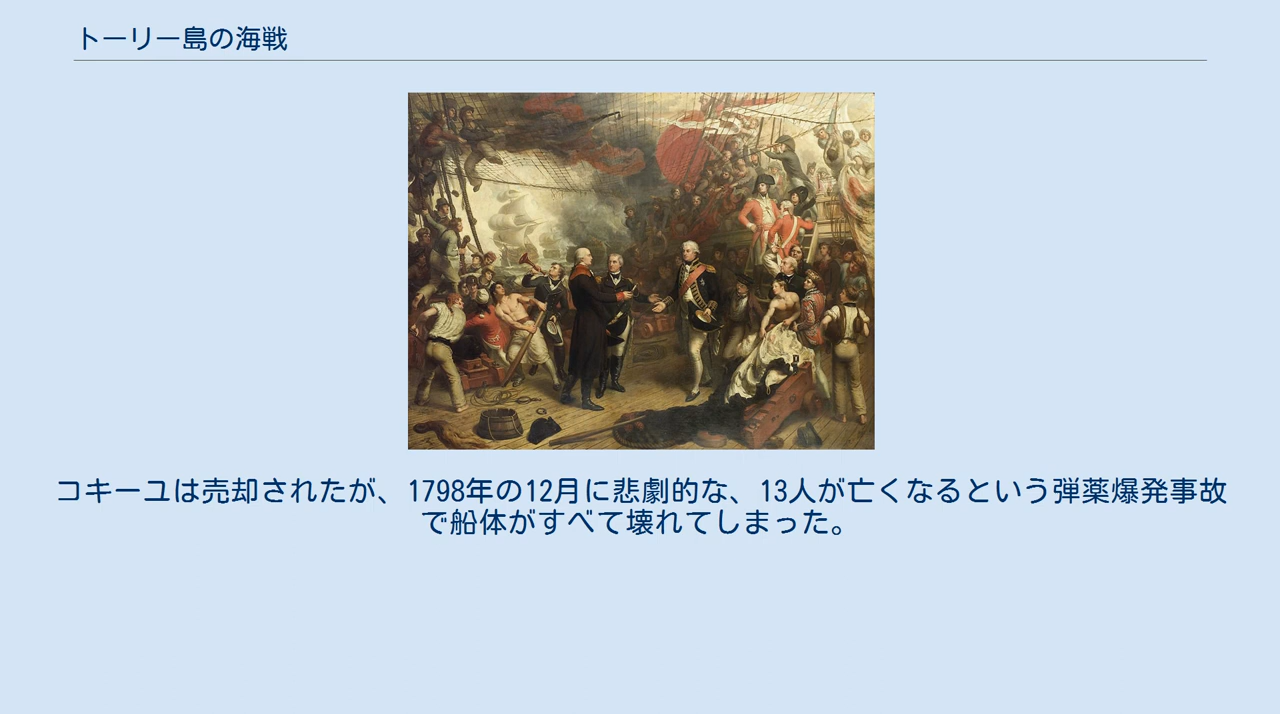 トーリー島の海戦
コキーユは売却されたが、1798年の12月に悲劇的な、13人が亡くなるという弾薬爆発事故
で船体がすべて壊れてしまった。